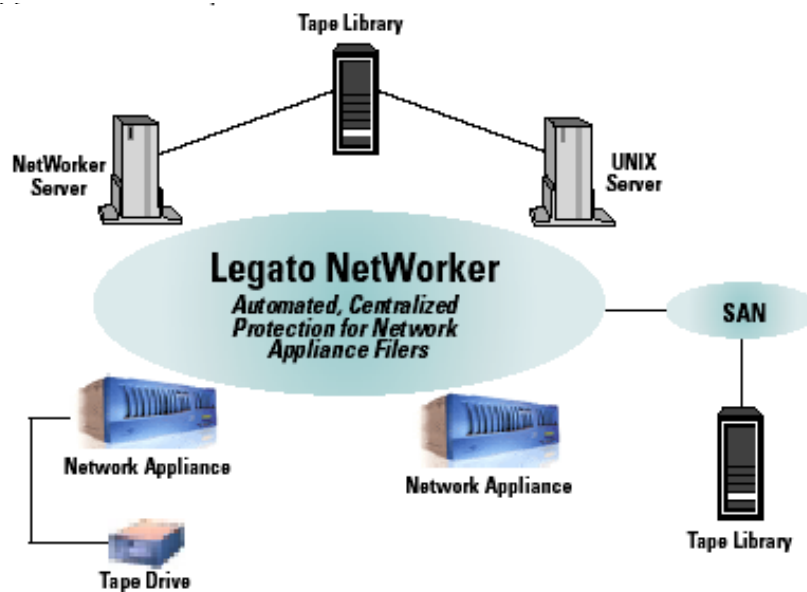 Tape Library
NetWorker
Server
UNIX
Server
Legato NetWorker
Automated, Centralized
Protection for Network
Appliance Filers
SAN
Network Appliance
Network Appliance
Tape Library
Tape Drive